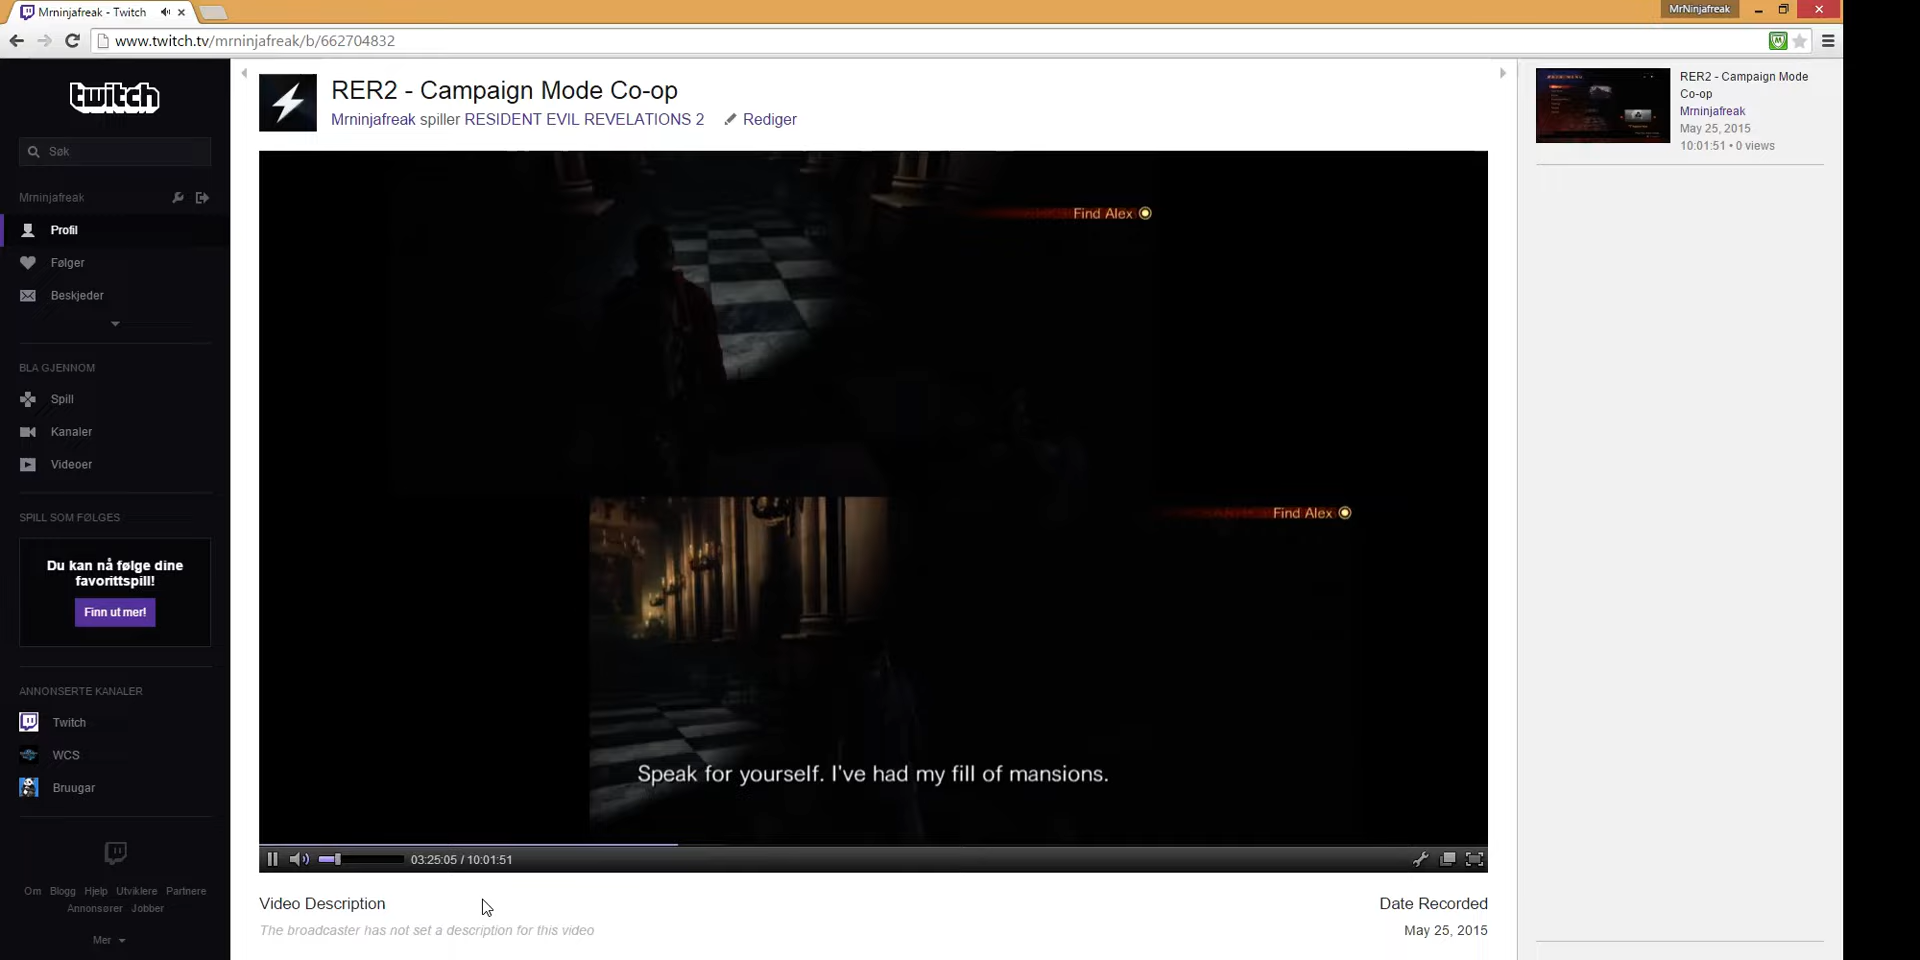 Mrninjafreak - Twitch
MrNinjafreak
www.twitch.tv/mrninjafreak/b/662704832
twitch
Søk
Mrninjafreak
Profil
Følger
Beskjeder
BLA GJENNOM
Spill
Kanaler
Videoer
SPILL SOM FØLGES
Du kan nå følge dine
favorittspill!
Finn ut mer!
ANNONSERTE KANALER
Twitch
WCS
Bruugar
Om Blogg Hjelp Utviklere Partnere
Annonsører Jobber
Mer
RER2 - Campaign Mode Co-op
Mrninjafreak spiller RESIDENT EVIL REVELATIONS 2 Rediger
Find Alex
Find Alex
Speak for yourself. I've had my fill of mansions.
03:25:05 / 10:01:51
Video Description
The broadcaster has not set a description for this video
Date Recorded
May 25, 2015
RER2 - Campaign Mode
Co-op
Mrninjafreak
May 25, 2015
10:01:51 • 0 views